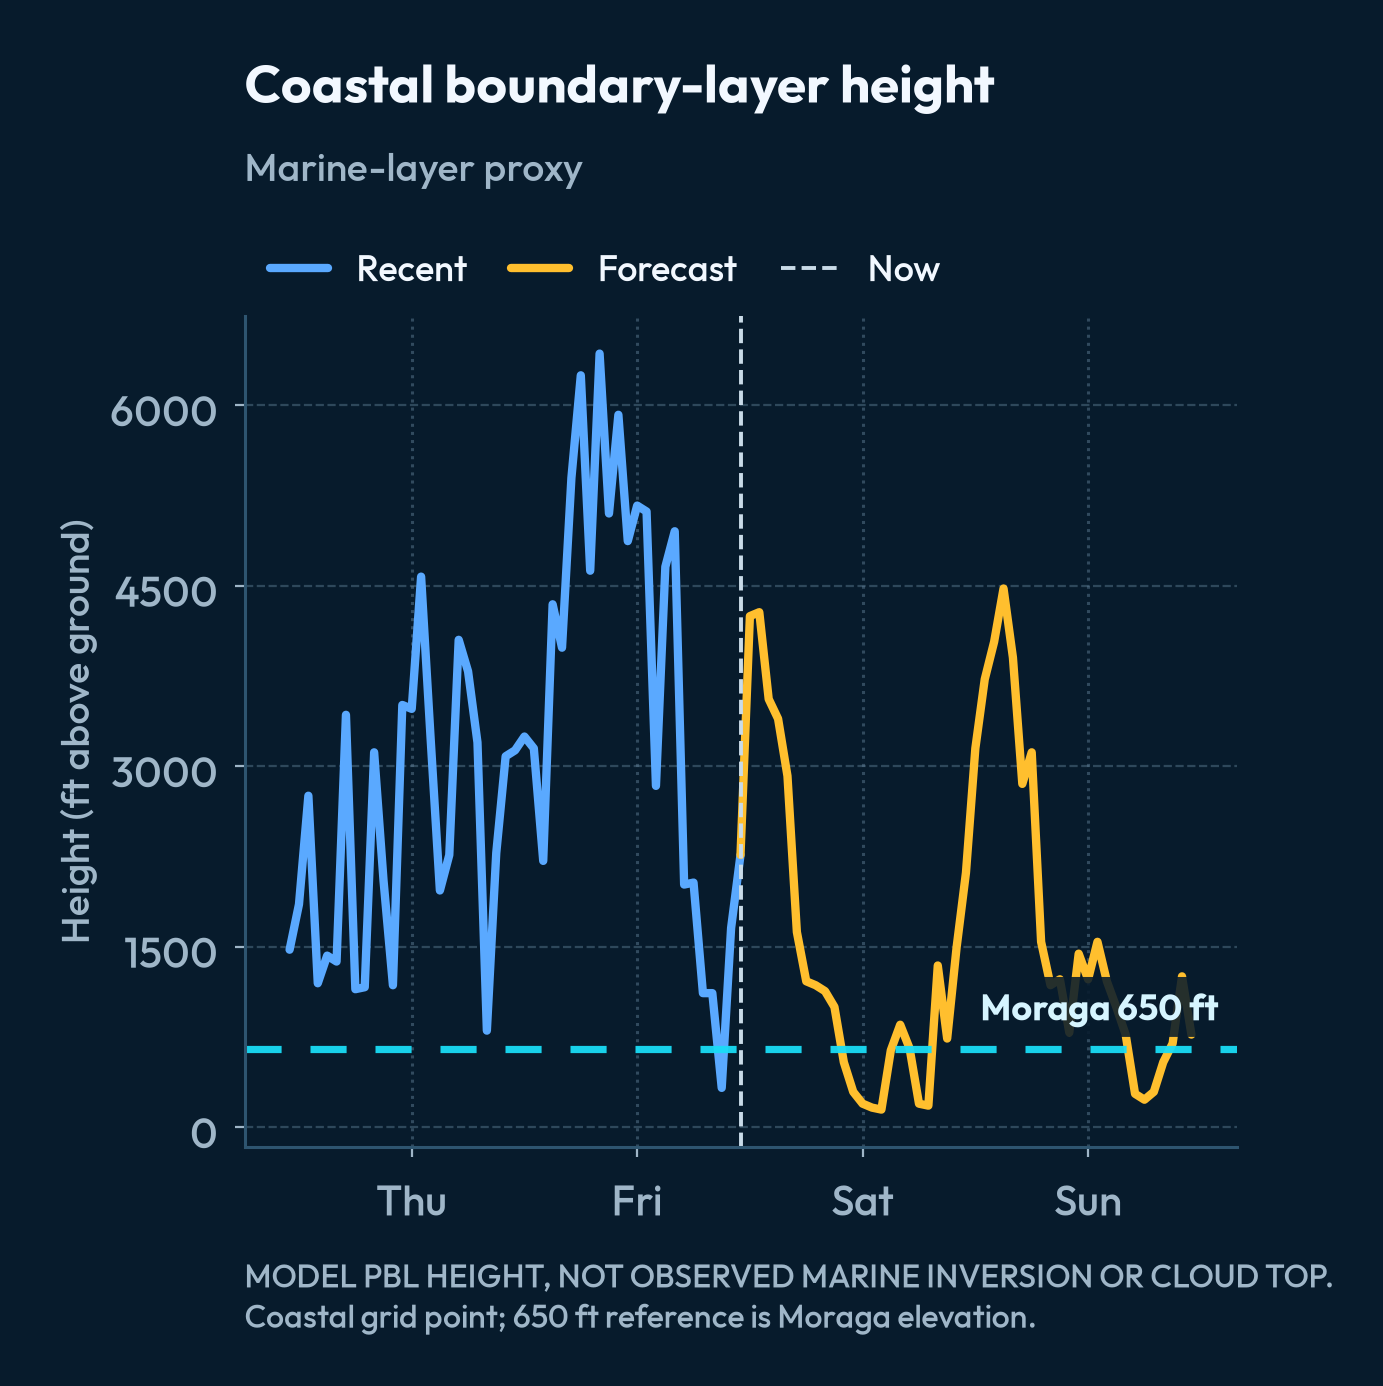 Coastal boundary-layer height
Marine-layer proxy
Recent
Forecast
Now
Height (ft above ground)
6000
4500
3000
1500
0
Moraga 650 ft
Thu
Fri
Sat
Sun
MODEL PBL HEIGHT, NOT OBSERVED MARINE INVERSION OR CLOUD TOP.
Coastal grid point; 650 ft reference is Moraga elevation.